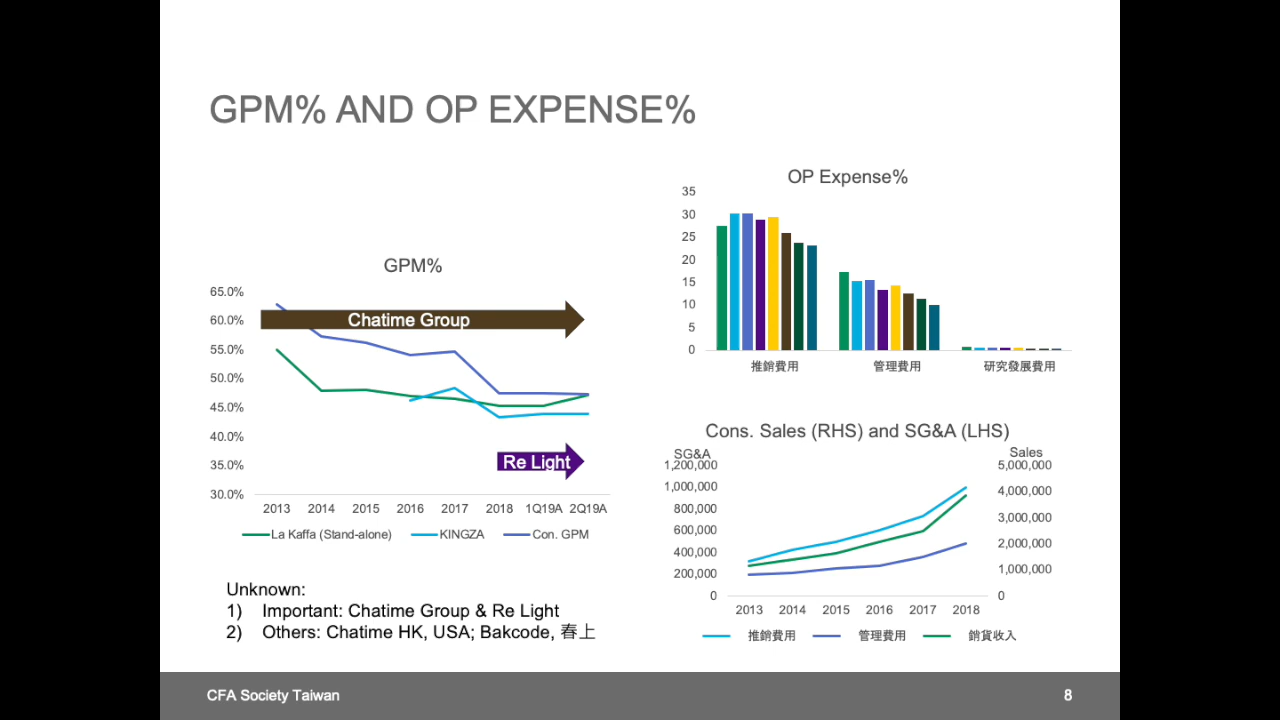 GPM% AND OP EXPENSE%
GPM%
65.0%
60.0%
55.0%
50.0%
45.0%
40.0%
35.0%
30.0%
Chatime Group
Re Light
2013 2014 2015 2016 2017 2018 1Q19A 2Q19A
La Kaffa (Stand-alone) KINGZA Con. GPM
Unknown:
1) Important: Chatime Group & Re Light
2) Others: Chatime HK, USA; Bakcode, 春上
OP Expense%
35
30
25
20
15
10
5
0
推銷費用 管理費用 研究發展費用
Cons. Sales (RHS) and SG&A (LHS)
SG&A Sales
1,200,000 5,000,000
1,000,000 4,000,000
800,000 3,000,000
600,000 2,000,000
400,000 1,000,000
200,000
0 0
2013 2014 2015 2016 2017 2018
推銷費用 管理費用 銷貨收入
CFA Society Taiwan 8